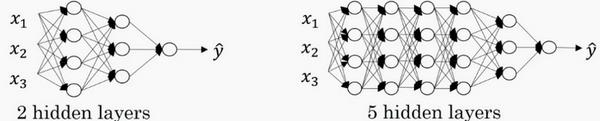 x₁
x₂
x₃
ŷ
2 hidden layers
x₁
x₂
x₃
ŷ
5 hidden layers